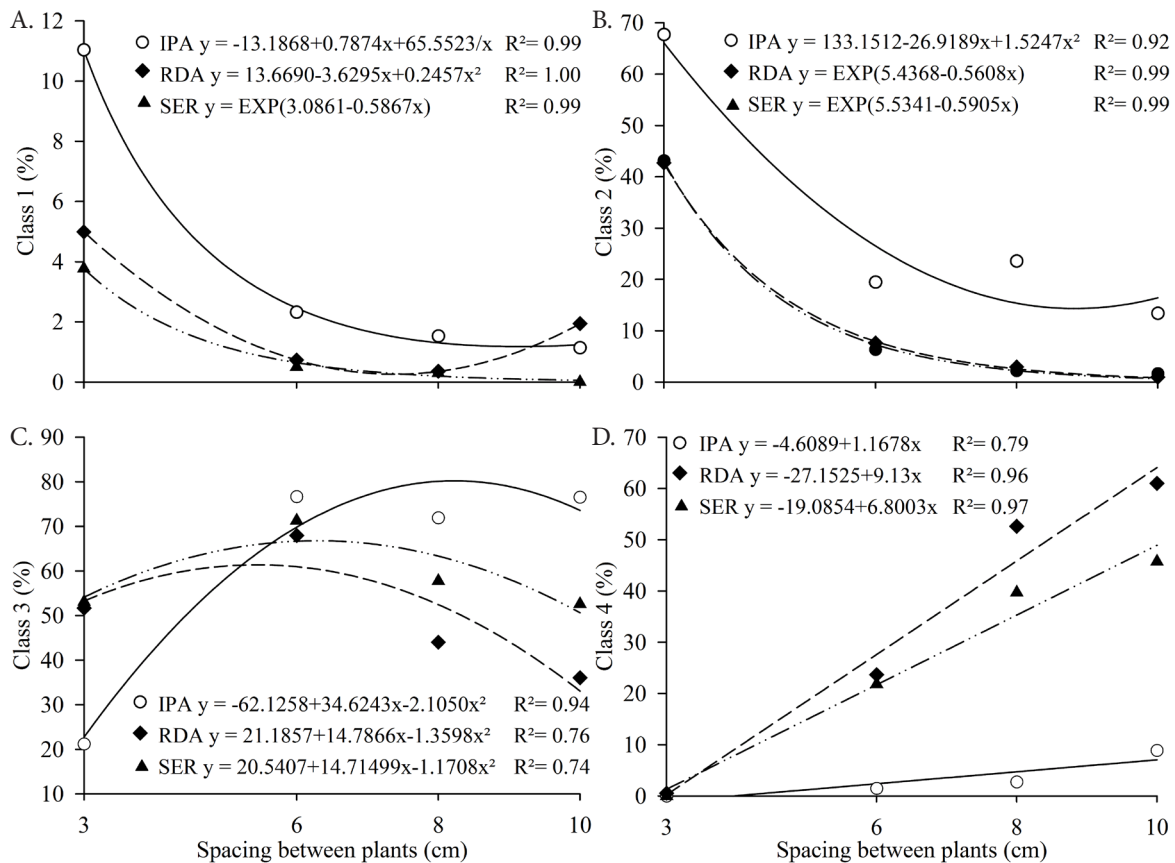 A.
Class 1 (%)
12
10
8
6
4
2
0
3
6
8
10
IPA y = -13.1868+0.7874x+65.5523/x R²= 0.99
RDA y = 13.6690-3.6295x+0.2457x² R²= 1.00
SER y = EXP(3.0861-0.5867x) R²= 0.99
B.
Class 2 (%)
70
60
50
40
30
20
10
0
3
6
8
10
IPA y = 133.1512-26.9189x+1.5247x² R²= 0.92
RDA y = EXP(5.4368-0.5608x) R²= 0.99
SER y = EXP(5.5341-0.5905x) R²= 0.99
C.
Class 3 (%)
90
80
70
60
50
40
30
20
10
IPA y = -62.1258+34.6243x-2.1050x² R²= 0.94
RDA y = 21.1857+14.7866x-1.3598x² R²= 0.76
SER y = 20.5407+14.71499x-1.1708x² R²= 0.74
3
6
8
10
Spacing between plants (cm)
D.
Class 4 (%)
70
60
50
40
30
20
10
0
IPA y = -4.6089+1.1678x R²= 0.79
RDA y = -27.1525+9.13x R²= 0.96
SER y = -19.0854+6.8003x R²= 0.97
3
6
8
10
Spacing between plants (cm)